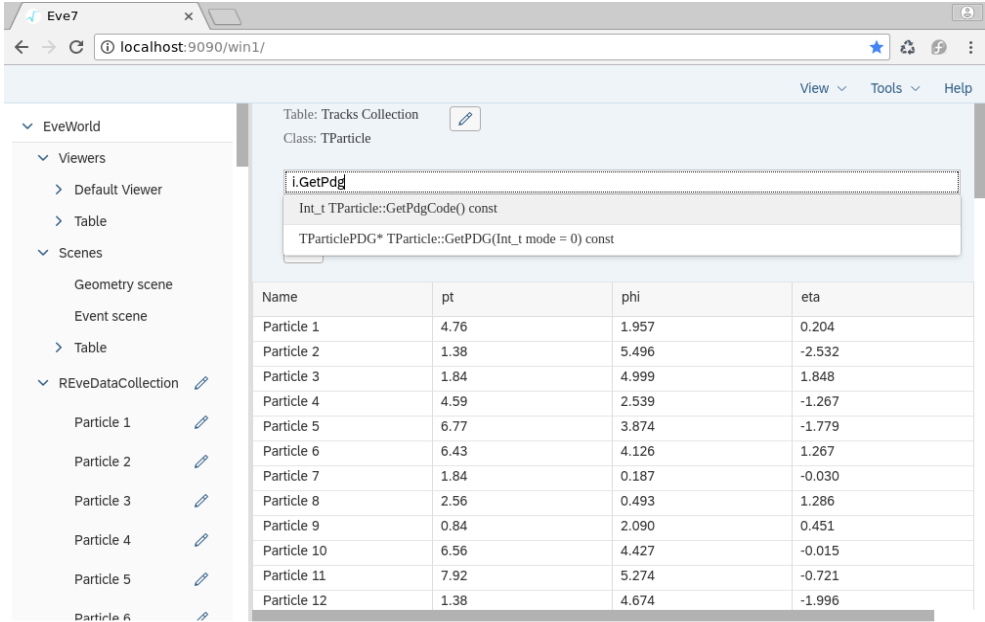 Eve7
localhost:9090/win1/
View Tools Help
EveWorld
Viewers
Default Viewer
Table
Scenes
Geometry scene
Event scene
Table
REveDataCollection
Particle 1
Particle 2
Particle 3
Particle 4
Particle 5
Particle 6
Table: Tracks Collection
Class: TParticle
i.GetPdg
Int_t TParticle::GetPdgCode() const
TParticlePDG* TParticle::GetPDG(Int_t mode = 0) const
Name pt phi eta
Particle 1 4.76 1.957 0.204
Particle 2 1.38 5.496 -2.532
Particle 3 1.84 4.999 1.848
Particle 4 4.59 2.539 -1.267
Particle 5 6.77 3.874 -1.779
Particle 6 6.43 4.126 1.267
Particle 7 1.84 0.187 -0.030
Particle 8 2.56 0.493 1.286
Particle 9 0.84 2.090 0.451
Particle 10 6.56 4.427 -0.015
Particle 11 7.92 5.274 -0.721
Particle 12 1.38 4.674 -1.996